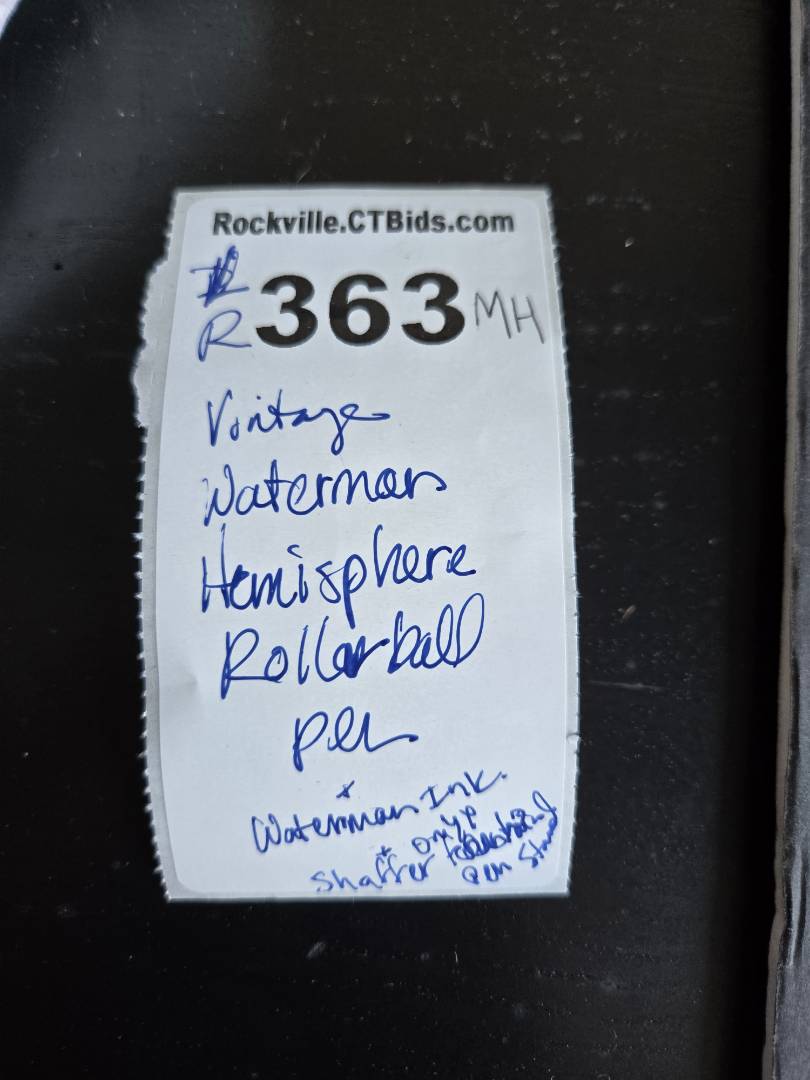 Rockville.CTBids.com
R 363 MH
Vintage
Waterman
Hemisphere
Rollerball
pen
+
Waterman Ink.
+ onyx
Shaffer
pen Stand